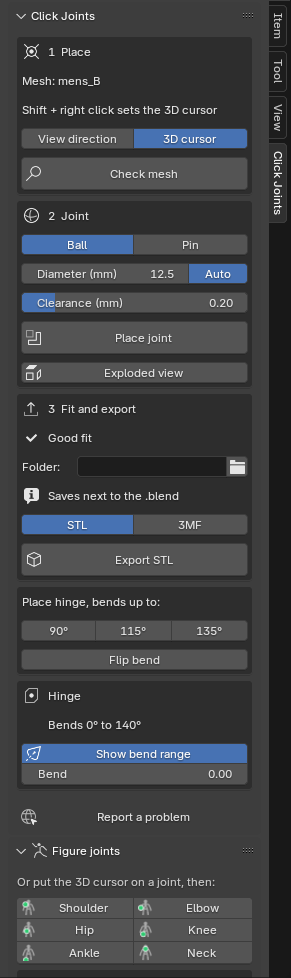 Click Joints
1 Place
Mesh: mens_B
Shift + right click sets the 3D cursor
View direction 3D cursor
Check mesh
2 Joint
Ball Pin
Diameter (mm) 12.5 Auto
Clearance (mm) 0.20
Place joint
Exploded view
3 Fit and export
Good fit
Folder:
Saves next to the .blend
STL 3MF
Export STL
Place hinge, bends up to:
90° 115° 135°
Flip bend
Hinge
Bends 0° to 140°
Show bend range
Bend 0.00
Report a problem
Figure joints
Or put the 3D cursor on a joint, then:
Shoulder Elbow
Hip Knee
Ankle Neck
Item
Tool
View
Click Joints